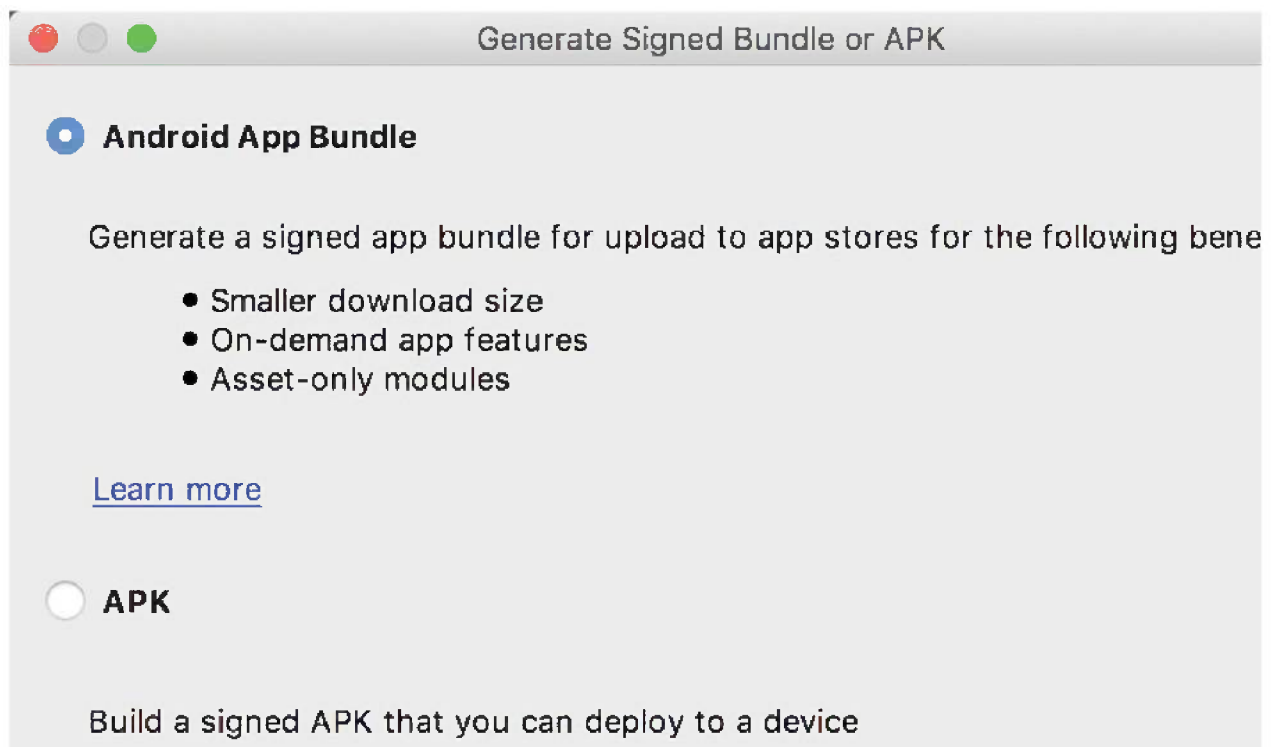 Generate Signed Bundle or APK
Android App Bundle
Generate a signed app bundle for upload to app stores for the following bene
• Smaller download size
• On-demand app features
• Asset-only modules
Learn more
APK
Build a signed APK that you can deploy to a device